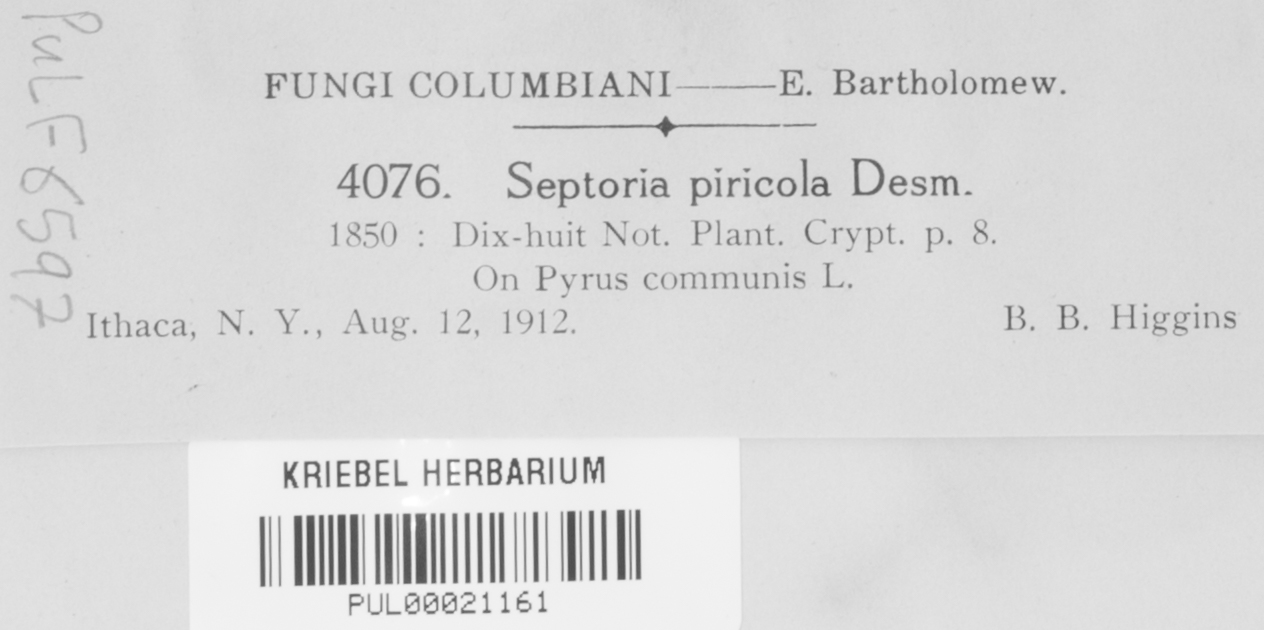 PUL F6597
FUNGI COLUMBIANI——E. Bartholomew.
4076. Septoria piricola Desm.
1850 : Dix-huit Not. Plant. Crypt. p. 8.
On Pyrus communis L.
Ithaca, N. Y., Aug. 12, 1912. B. B. Higgins
KRIEBEL HERBARIUM
PUL00021161